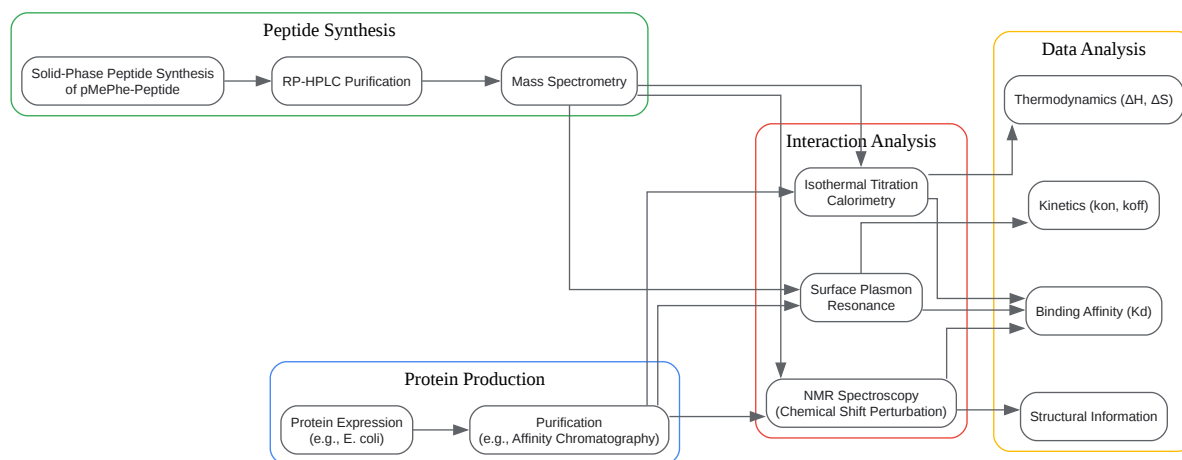 Peptide Synthesis
Solid-Phase Peptide Synthesis
of pMePhe-Peptide
RP-HPLC Purification
Mass Spectrometry
Protein Production
Protein Expression
(e.g., E. coli)
Purification
(e.g., Affinity Chromatography)
Interaction Analysis
Isothermal Titration
Calorimetry
Surface Plasmon
Resonance
NMR Spectroscopy
(Chemical Shift Perturbation)
Data Analysis
Thermodynamics (ΔH, ΔS)
Kinetics (kon, koff)
Binding Affinity (Kd)
Structural Information